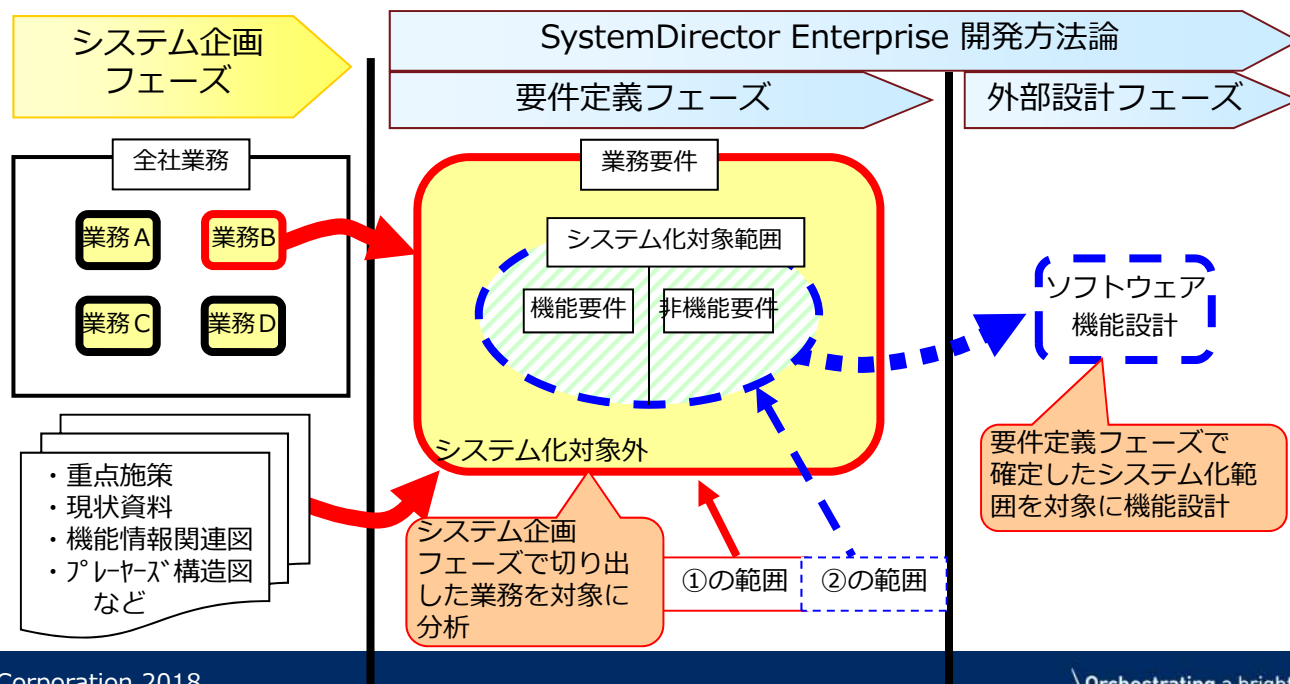 システム企画
フェーズ
SystemDirector Enterprise 開発方法論
要件定義フェーズ
外部設計フェーズ
全社業務
業務A
業務B
業務C
業務D
・重点施策
・現状資料
・機能情報関連図
・ﾌﾟﾚｰﾔｰｽﾞ構造図
など
業務要件
システム化対象範囲
機能要件
非機能要件
システム化対象外
システム企画
フェーズで切り出
した業務を対象に
分析
①の範囲
②の範囲
ソフトウェア
機能設計
要件定義フェーズで
確定したシステム化範
囲を対象に機能設計
Corporation 2018
Orchestrating a bright